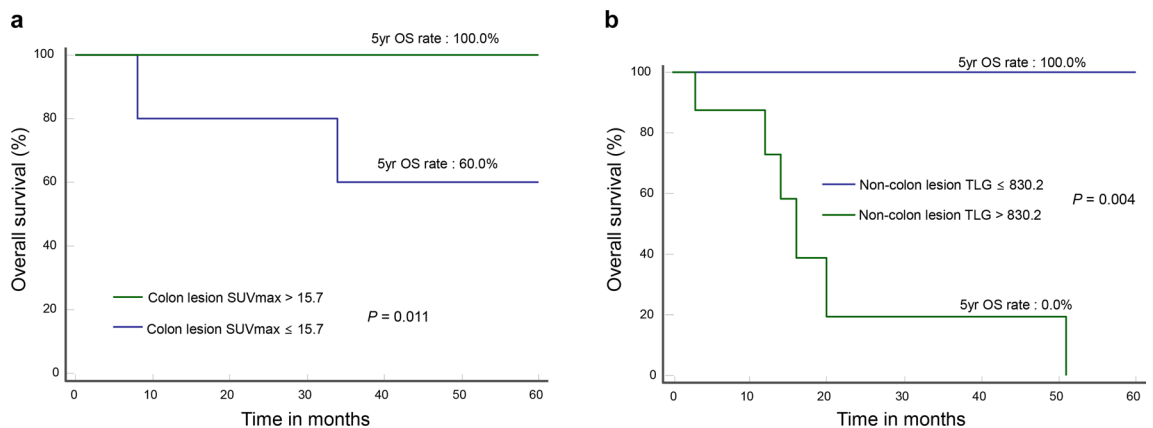 a
5yr OS rate : 100.0%
100
80
60
40
20
0
Overall survival (%)
5yr OS rate : 60.0%
Colon lesion SUVmax > 15.7
Colon lesion SUVmax ≤ 15.7
P = 0.011
0 10 20 30 40 50 60
Time in months
b
5yr OS rate : 100.0%
100
80
60
40
20
0
Overall survival (%)
Non-colon lesion TLG ≤ 830.2
Non-colon lesion TLG > 830.2
P = 0.004
5yr OS rate : 0.0%
0 10 20 30 40 50 60
Time in months